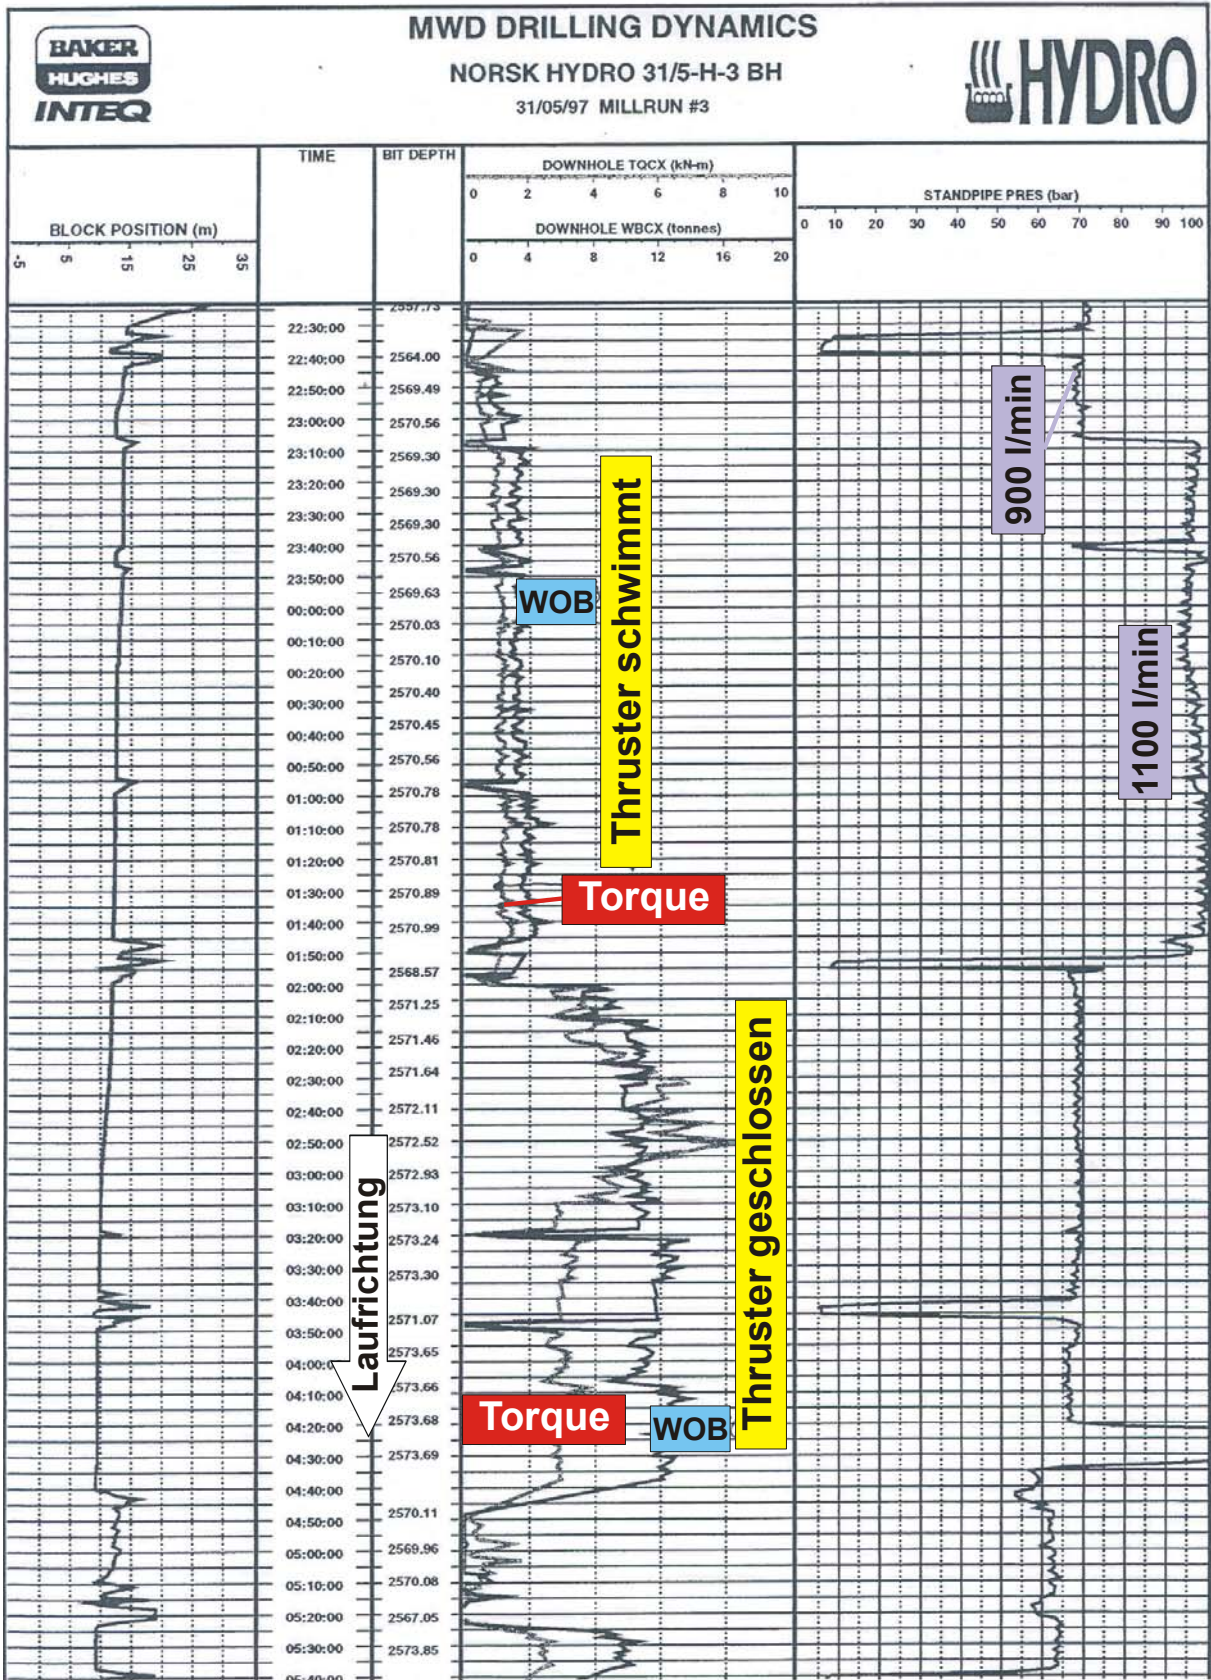 BAKER
HUGHES
INTEQ
MWD DRILLING DYNAMICS
NORSK HYDRO 31/5-H-3 BH
31/05/97 MILLRUN #3
HYDRO
BLOCK POSITION (m)
-5 5 15 25 35
TIME
BIT DEPTH
DOWNHOLE TQCX (kN-m)
0 2 4 6 8 10
DOWNHOLE WBCX (tonnes)
0 4 8 12 16 20
STANDPIPE PRES (bar)
0 10 20 30 40 50 60 70 80 90 100
2557.73
22:30:00
22:40:00 2564.00
22:50:00 2569.49
23:00:00 2570.56
23:10:00 2569.30
23:20:00 2569.30
23:30:00 2569.30
23:40:00 2570.56
23:50:00 2569.63
00:00:00 2570.03
00:10:00 2570.10
00:20:00 2570.40
00:30:00 2570.45
00:40:00 2570.56
00:50:00 2570.78
01:00:00 2570.78
01:10:00 2570.81
01:20:00 2570.89
01:30:00 2570.99
01:40:00
01:50:00 2568.57
02:00:00 2571.25
02:10:00 2571.46
02:20:00 2571.64
02:30:00 2572.11
02:40:00 2572.52
02:50:00 2572.93
03:00:00 2573.10
03:10:00 2573.24
03:20:00 2573.30
03:30:00
03:40:00 2571.07
03:50:00 2573.65
04:00:0 2573.66
04:10:00 2573.68
04:20:00 2573.69
04:30:00
04:40:00 2570.11
04:50:00 2569.96
05:00:00 2570.08
05:10:00 2567.05
05:20:00 2573.85
05:30:00
05:40:00
900 l/min
Thruster schwimmt
WOB
1100 l/min
Torque
Thruster geschlossen
Laufrichtung
Torque
WOB